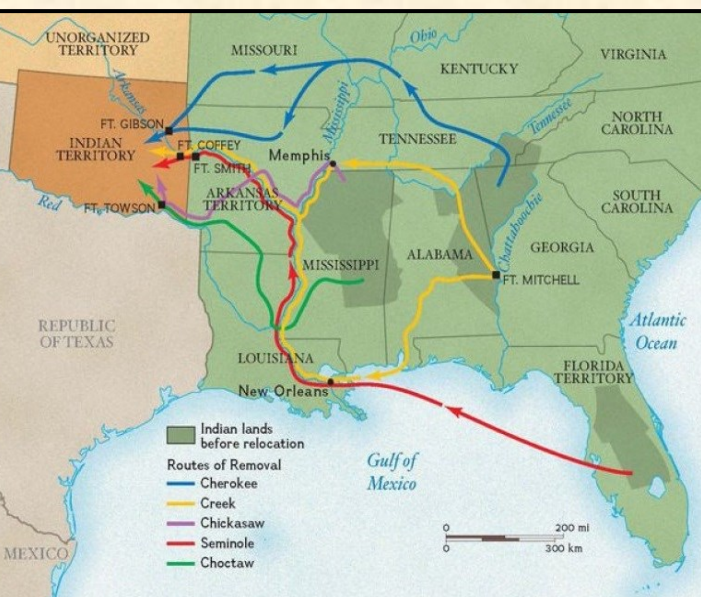 UNORGANIZED
TERRITORY
MISSOURI
Ohio
KENTUCKY
VIRGINIA
Arkansas
Mississippi
Tennessee
NORTH
CAROLINA
FT. GIBSON
INDIAN
TERRITORY
FT. COFFEY
FT. SMITH
Memphis
TENNESSEE
ARKANSAS
TERRITORY
Red
FT. TOWSON
SOUTH
CAROLINA
Chattahoochie
GEORGIA
ALABAMA
MISSISSIPPI
FT. MITCHELL
REPUBLIC
OF TEXAS
Atlantic
Ocean
LOUISIANA
FLORIDA
TERRITORY
New Orleans
Indian lands
before relocation
Routes of Removal
Cherokee
Creek
Chickasaw
Seminole
Choctaw
Gulf of
Mexico
0 200 mi
0 300 km
MEXICO